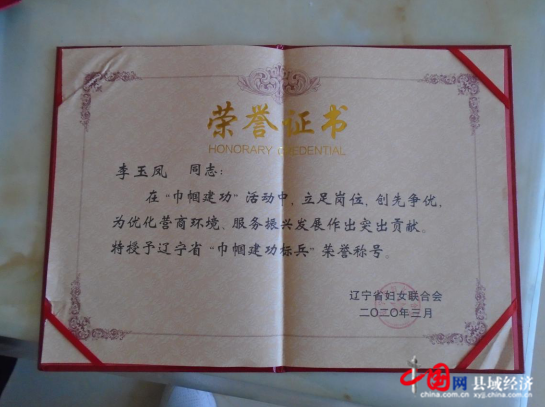 荣誉证书
HONORARY CREDENTIAL
李玉凤 同志：
在“巾帼建功”活动中，立足岗位，创先争优，
为优化营商环境、服务振兴发展作出突出贡献。
特授予辽宁省“巾帼建功标兵”荣誉称号。
辽宁省妇女联合会
二〇二〇年三月
中国网 县域经济
china.com.cn xyjj.china.com.cn